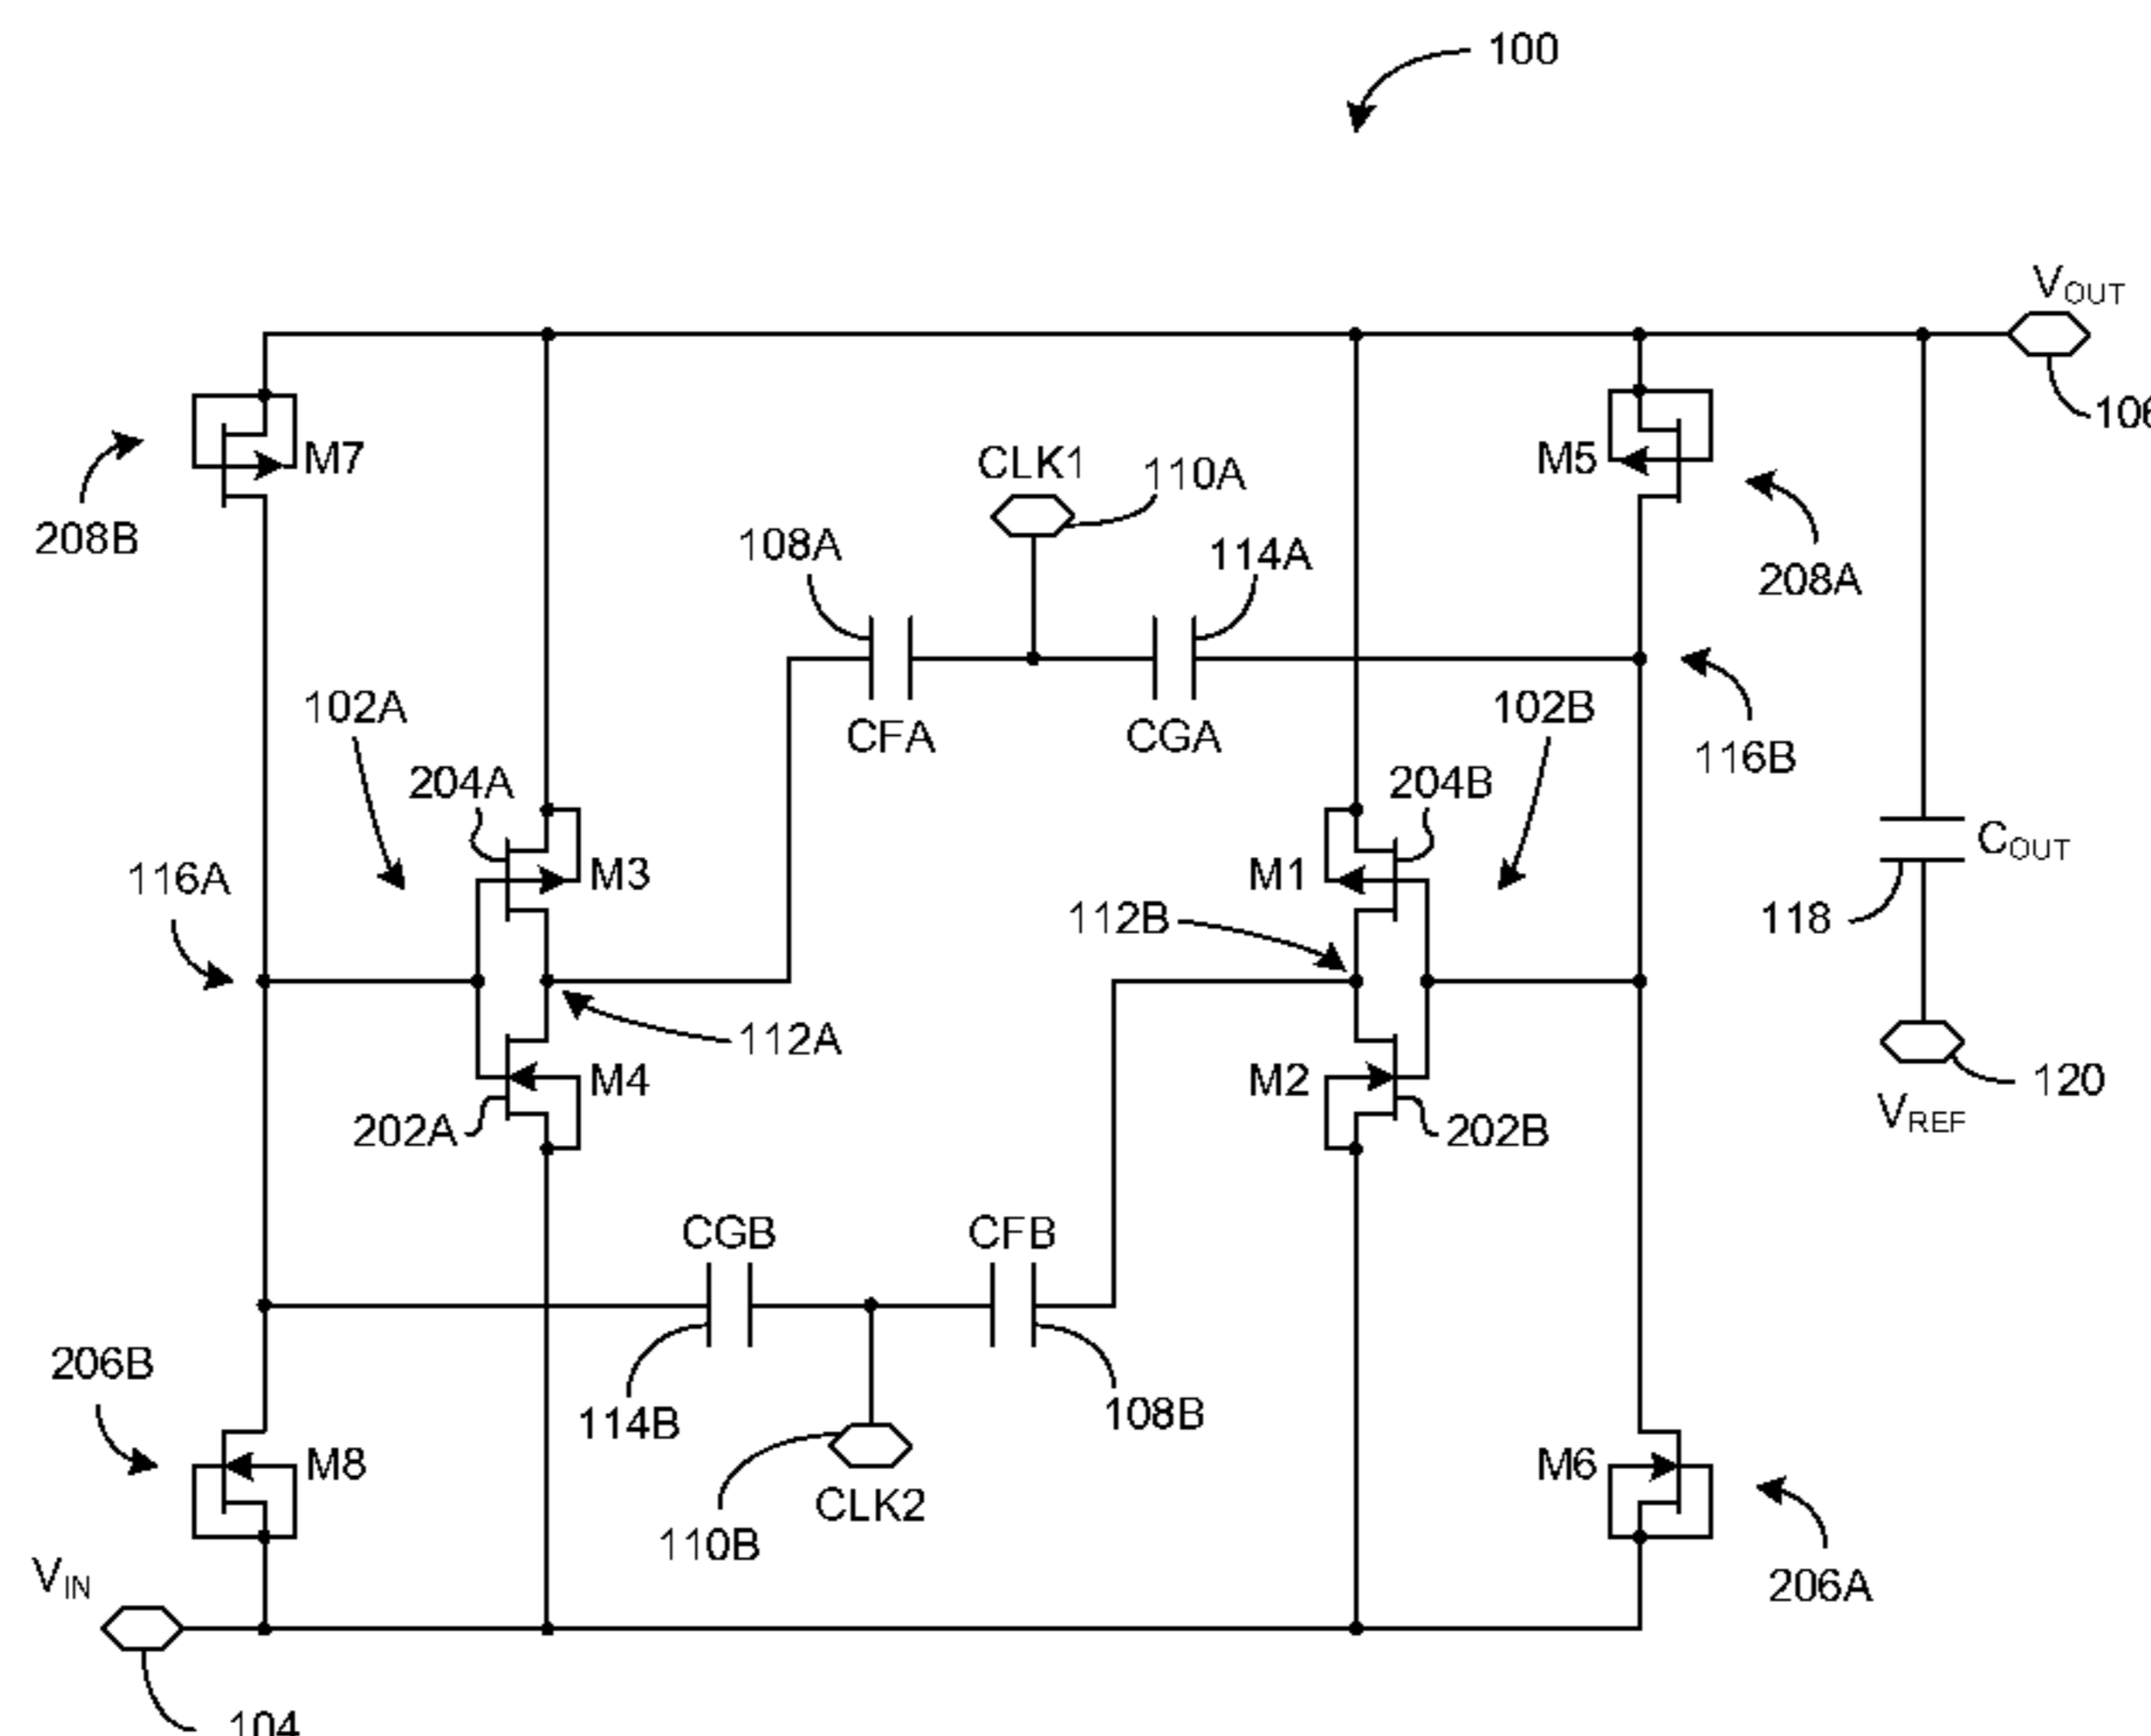 100
VOUT
106
M7
M5
CLK1
110A
208B
108A
114A
208A
102A
CFA
CGA
102B
116B
204A
204B
116A
M3
M1
COUT
112B
118
112A
M4
M2
120
202A
202B
VREF
CGB
CFB
206B
114B
108B
M8
M6
CLK2
110B
VIN
206A
104